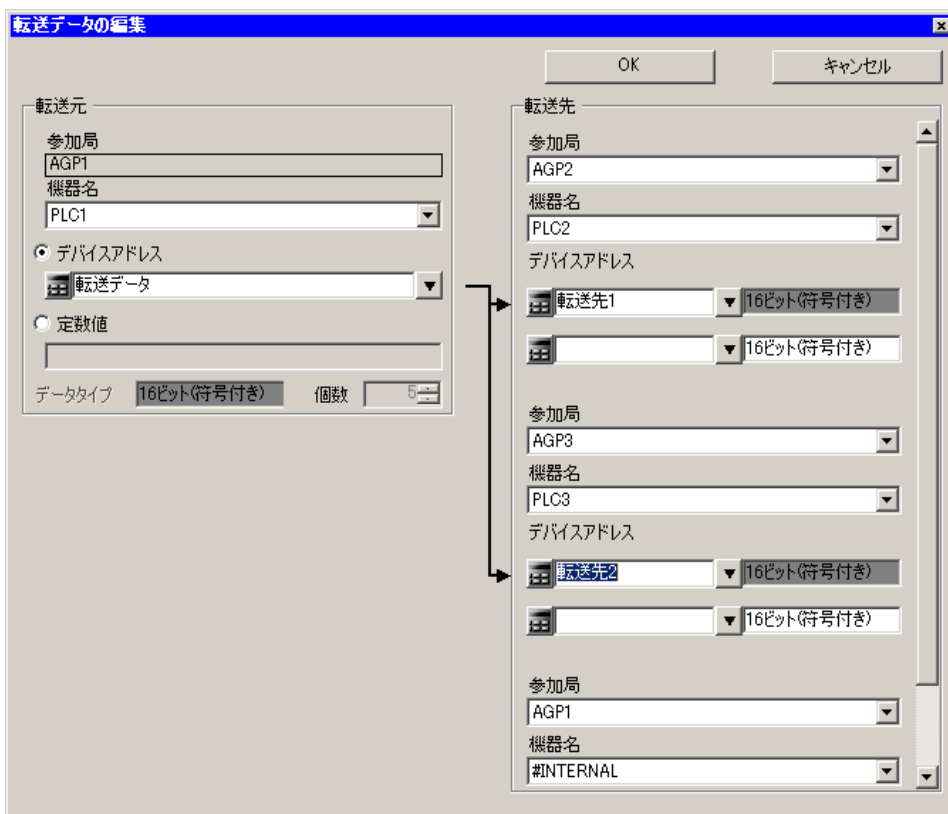 転送データの編集
OK
キャンセル
転送元
参加局
AGP1
機器名
PLC1
デバイスアドレス
転送データ
定数値
データタイプ 16ビット(符号付き) 個数 5
転送先
参加局
AGP2
機器名
PLC2
デバイスアドレス
転送先1 16ビット(符号付き)
16ビット(符号付き)
参加局
AGP3
機器名
PLC3
デバイスアドレス
転送先2 16ビット(符号付き)
16ビット(符号付き)
参加局
AGP1
機器名
#INTERNAL